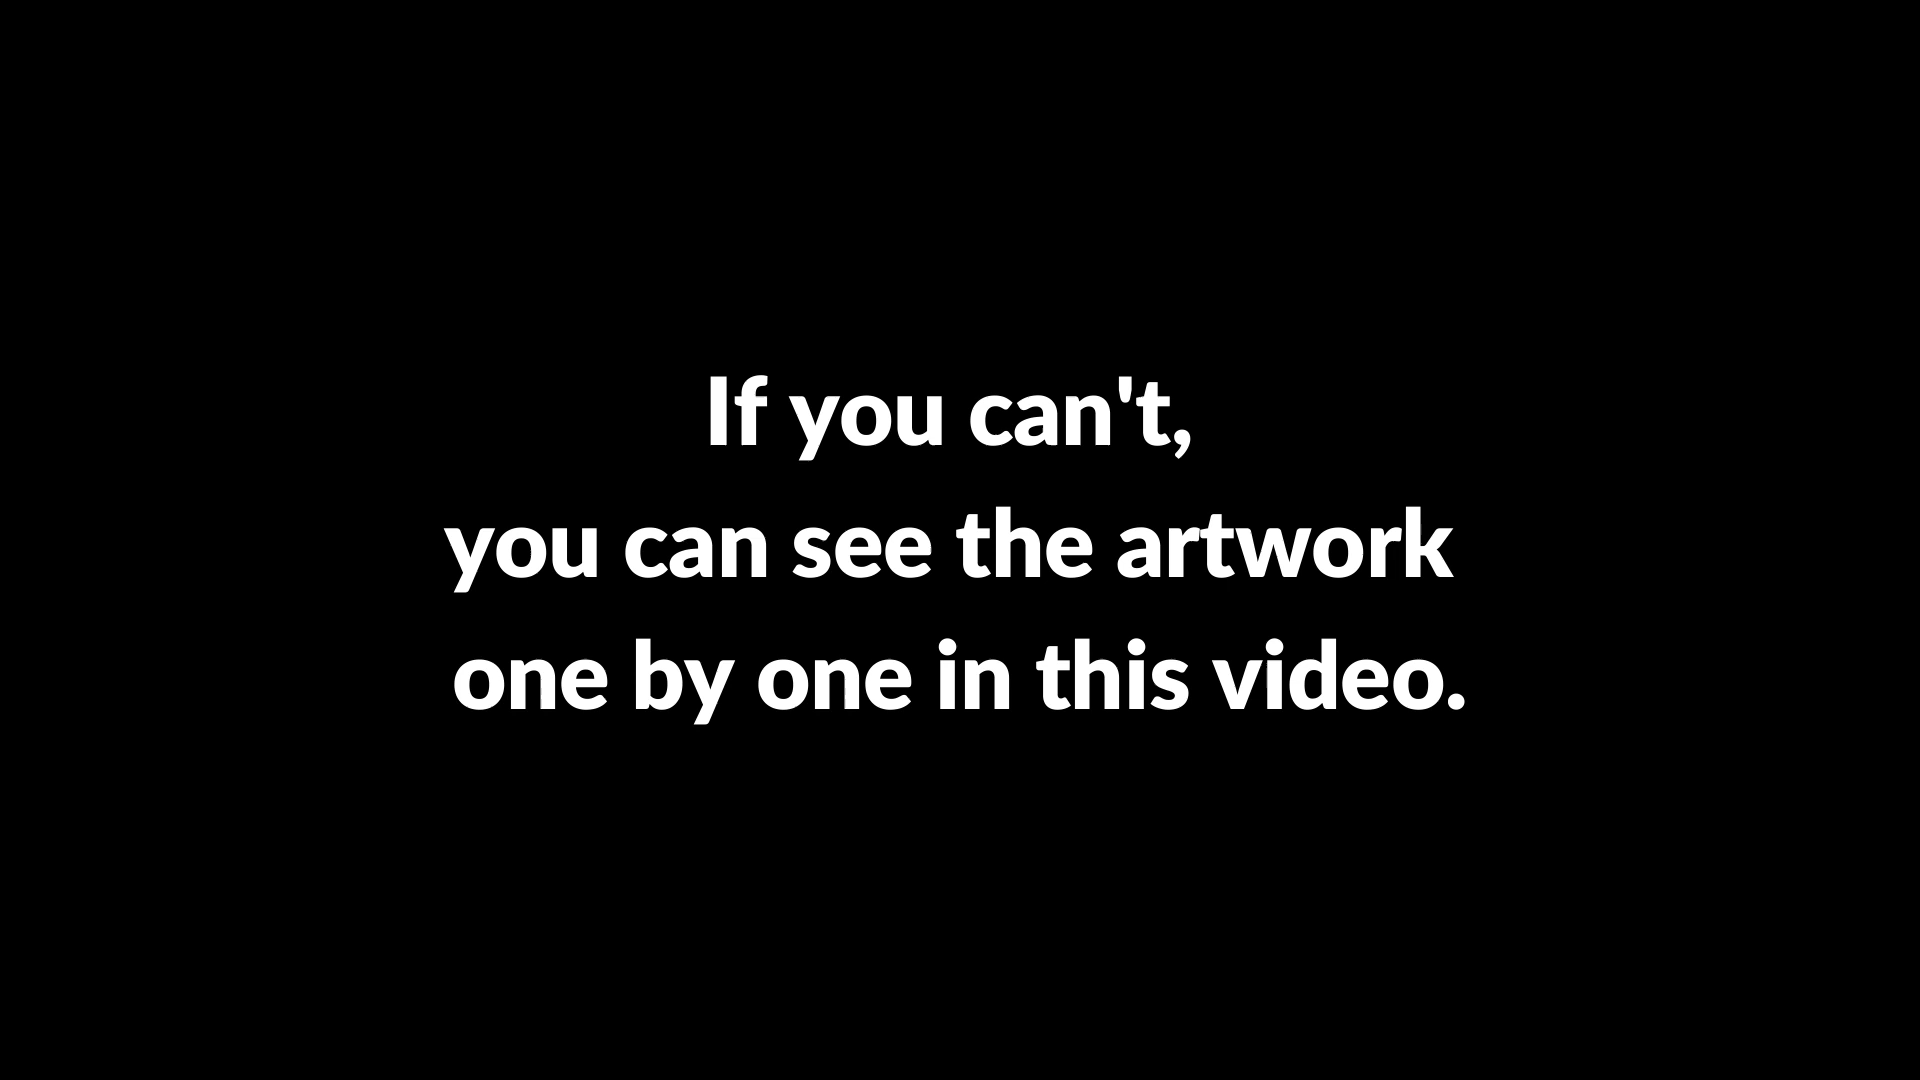 If you can't,
you can see the artwork
one by one in this video.